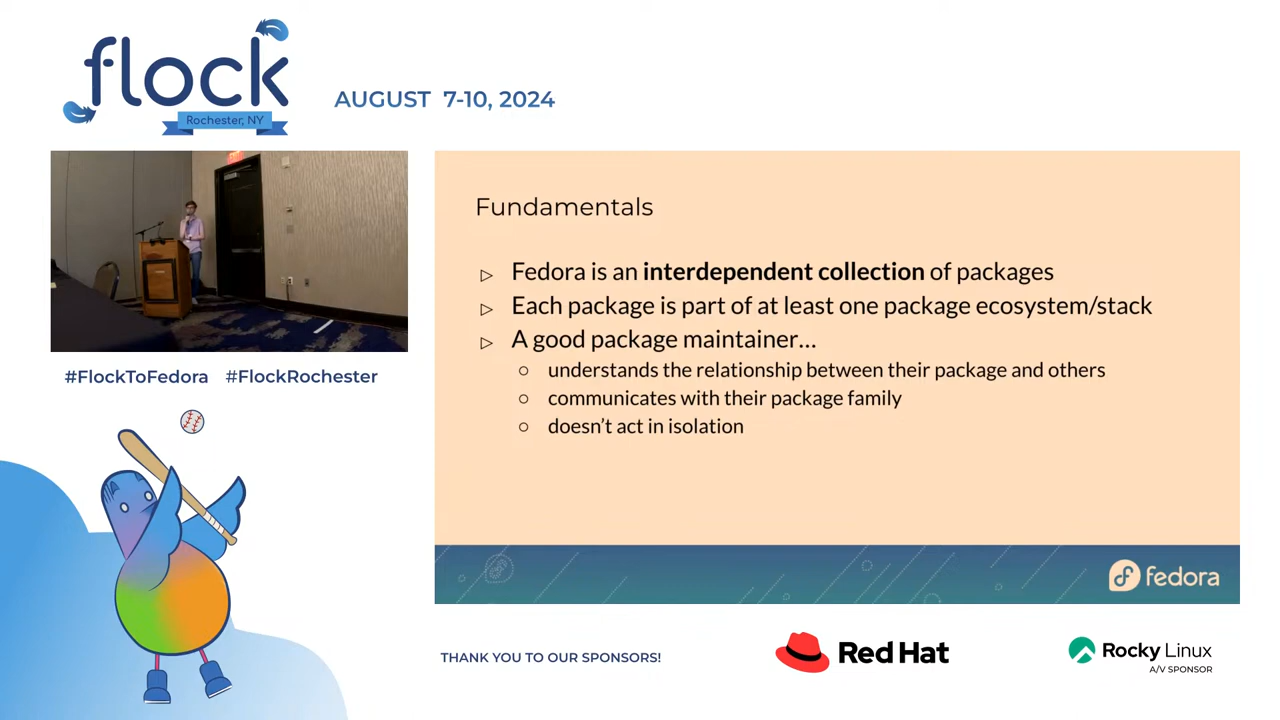 flock
Rochester, NY
AUGUST 7-10, 2024
#FlockToFedora #FlockRochester
Fundamentals
▷ Fedora is an interdependent collection of packages
▷ Each package is part of at least one package ecosystem/stack
▷ A good package maintainer...
○ understands the relationship between their package and others
○ communicates with their package family
○ doesn't act in isolation
fedora
THANK YOU TO OUR SPONSORS!
Red Hat
Rocky Linux
A/V SPONSOR